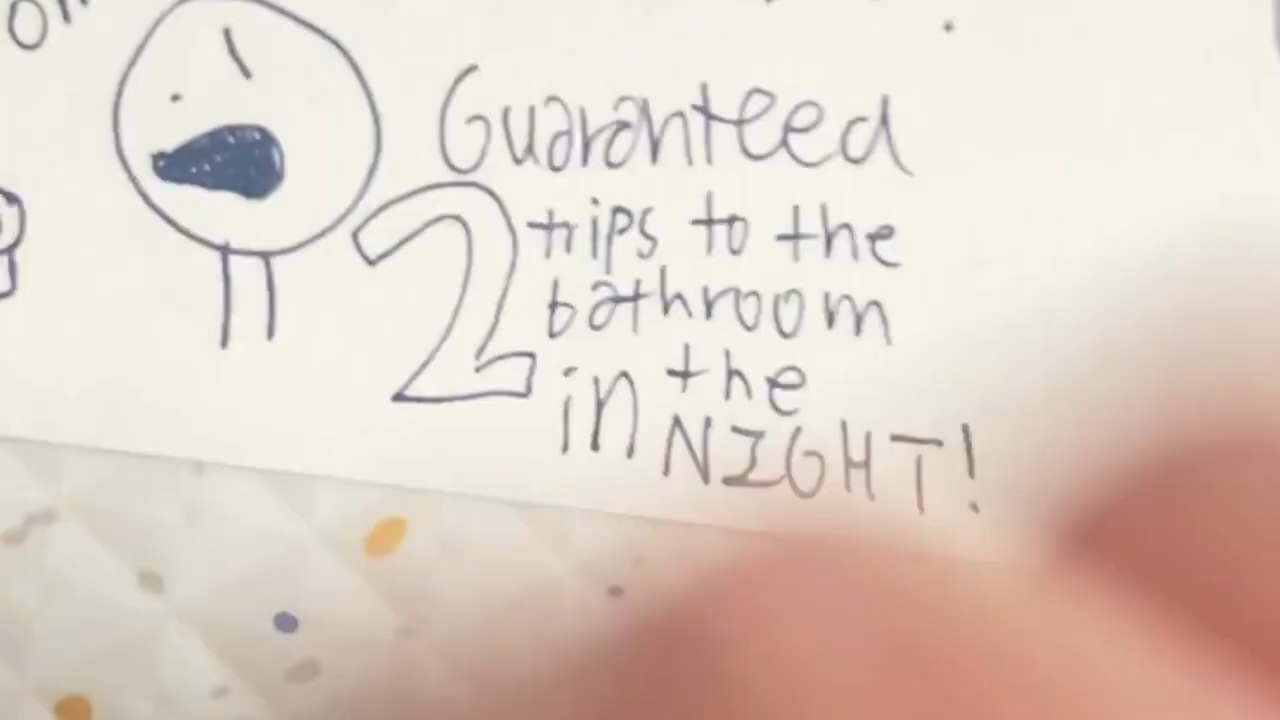 Guaranteed
2 trips to the
bathroom
in the
NIGHT!